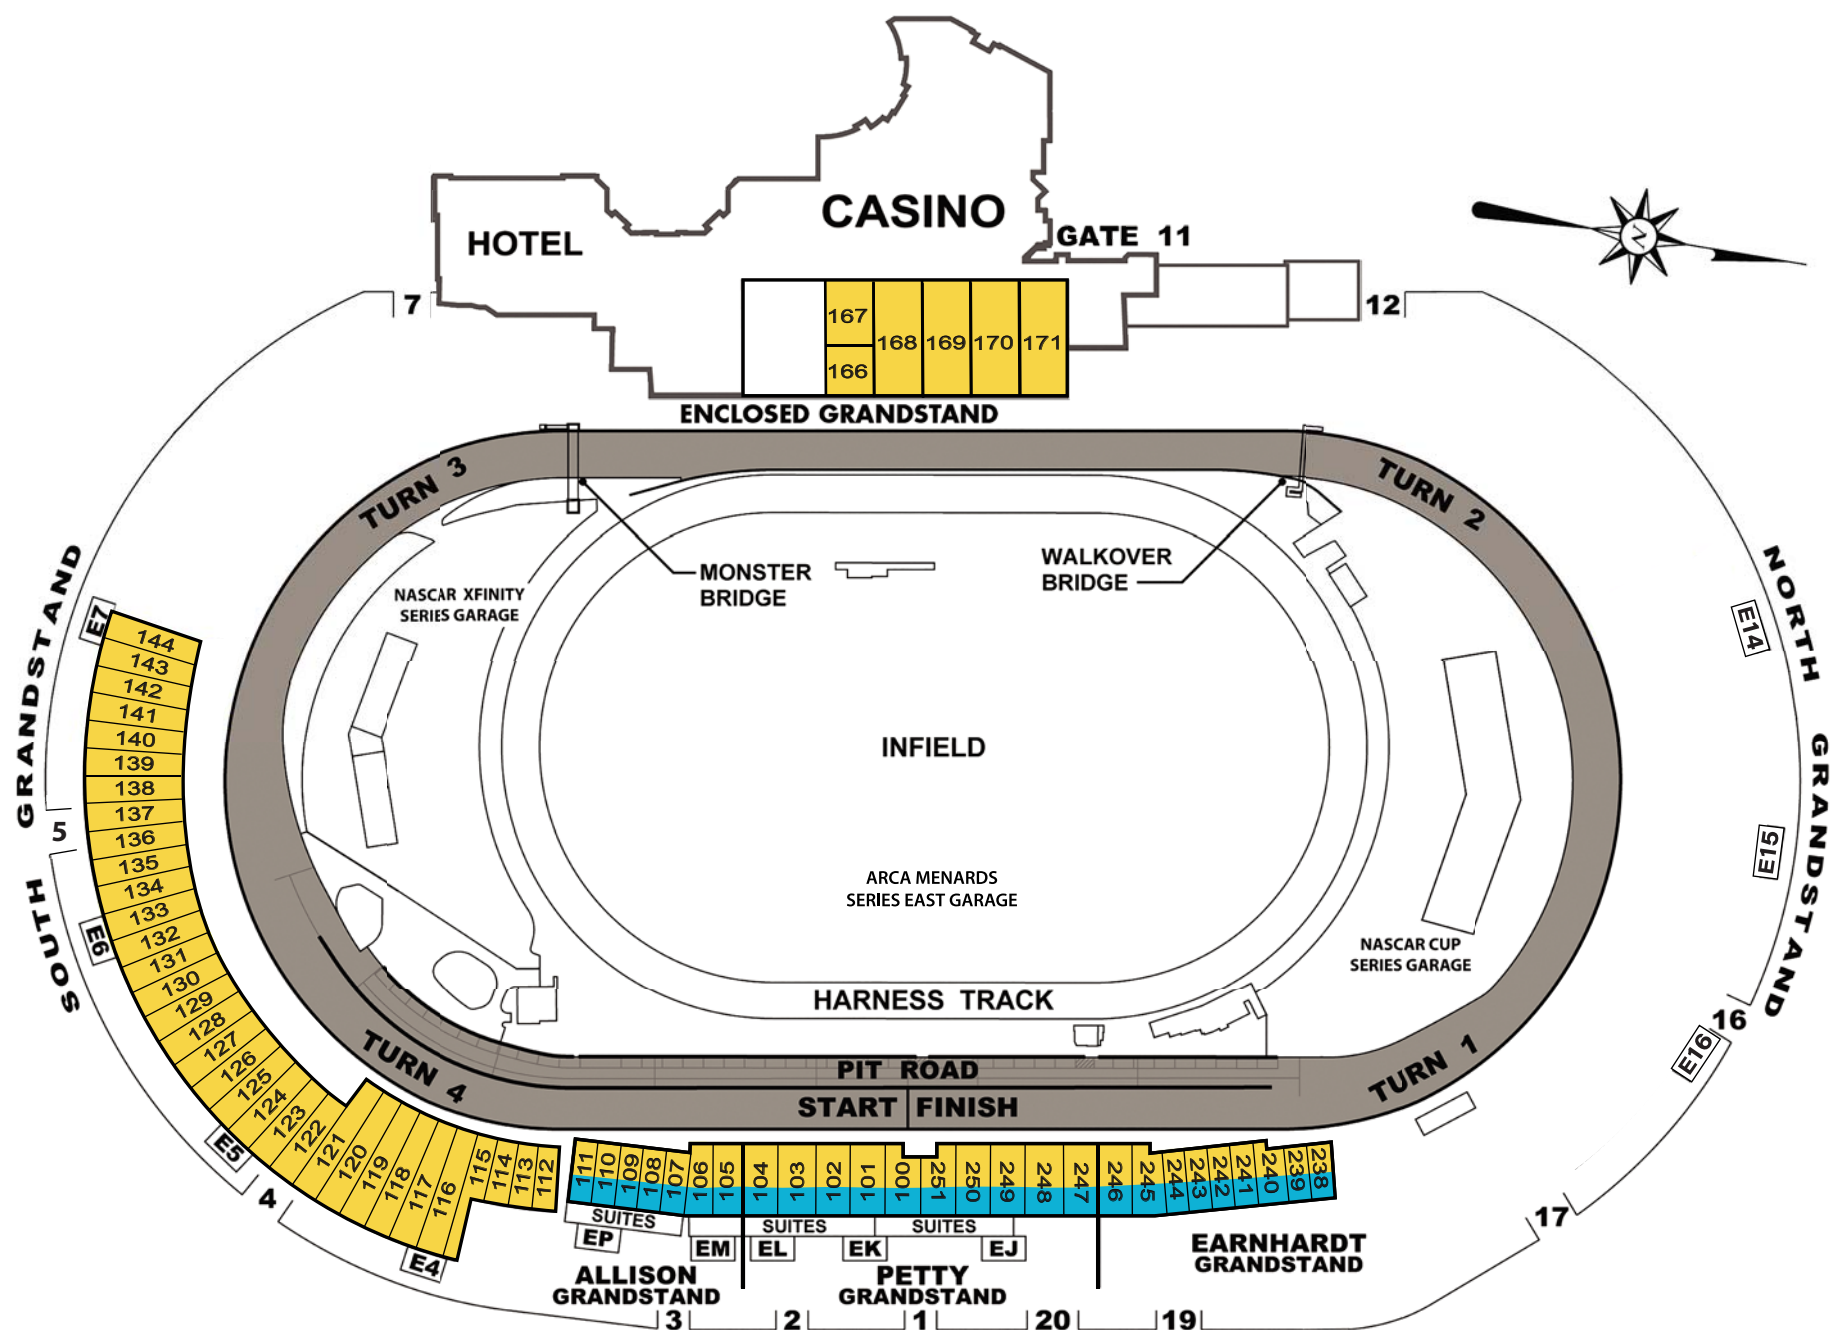 CASINO
HOTEL
GATE 11
N
7
12
167
166
168
169
170
171
ENCLOSED GRANDSTAND
TURN 3
TURN 2
MONSTER
BRIDGE
WALKOVER
BRIDGE
NASCAR XFINITY
SERIES GARAGE
SOUTH GRANDSTAND
NORTH GRANDSTAND
E7
E14
E15
E16
16
5
E6
E5
4
E4
144
143
142
141
140
139
138
137
136
135
134
133
132
131
130
129
128
127
126
125
124
123
122
121
120
119
118
117
116
115
114
113
112
INFIELD
ARCA MENARDS
SERIES EAST GARAGE
NASCAR CUP
SERIES GARAGE
HARNESS TRACK
PIT ROAD
TURN 4
TURN 1
START FINISH
111
110
109
108
107
106
105
104
103
102
101
100
251
250
249
248
247
246
245
244
243
242
241
240
239
238
SUITES
SUITES
SUITES
EP
EM
EL
EK
EJ
17
ALLISON
GRANDSTAND
PETTY
GRANDSTAND
EARNHARDT
GRANDSTAND
3
2
1
20
19